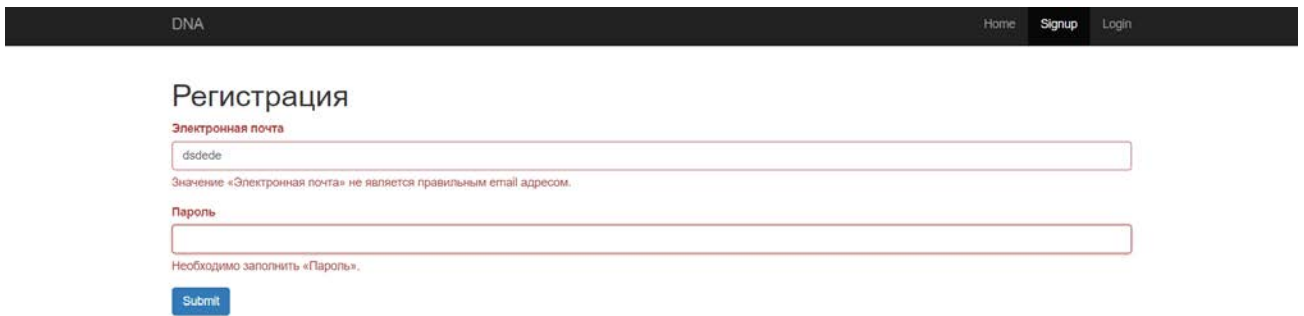 DNA Home Signup Login
Регистрация
Электронная почта
dsdede
Значение «Электронная почта» не является правильным email адресом.
Пароль
Необходимо заполнить «Пароль».
Submit